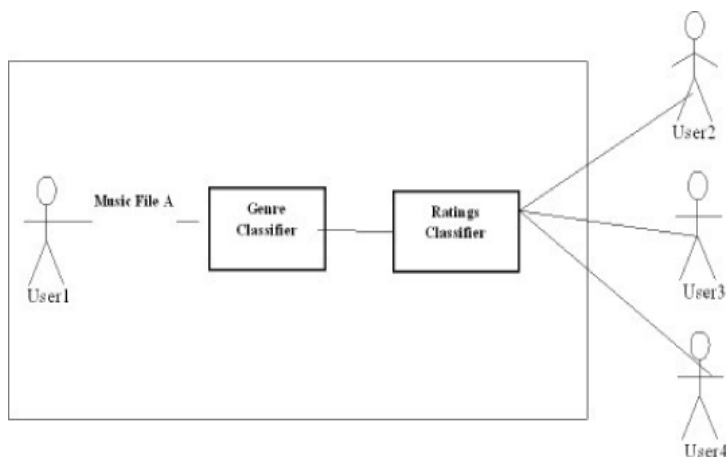 User2
Music File A
Genre
Classifier
Ratings
Classifier
User1
User3
User4